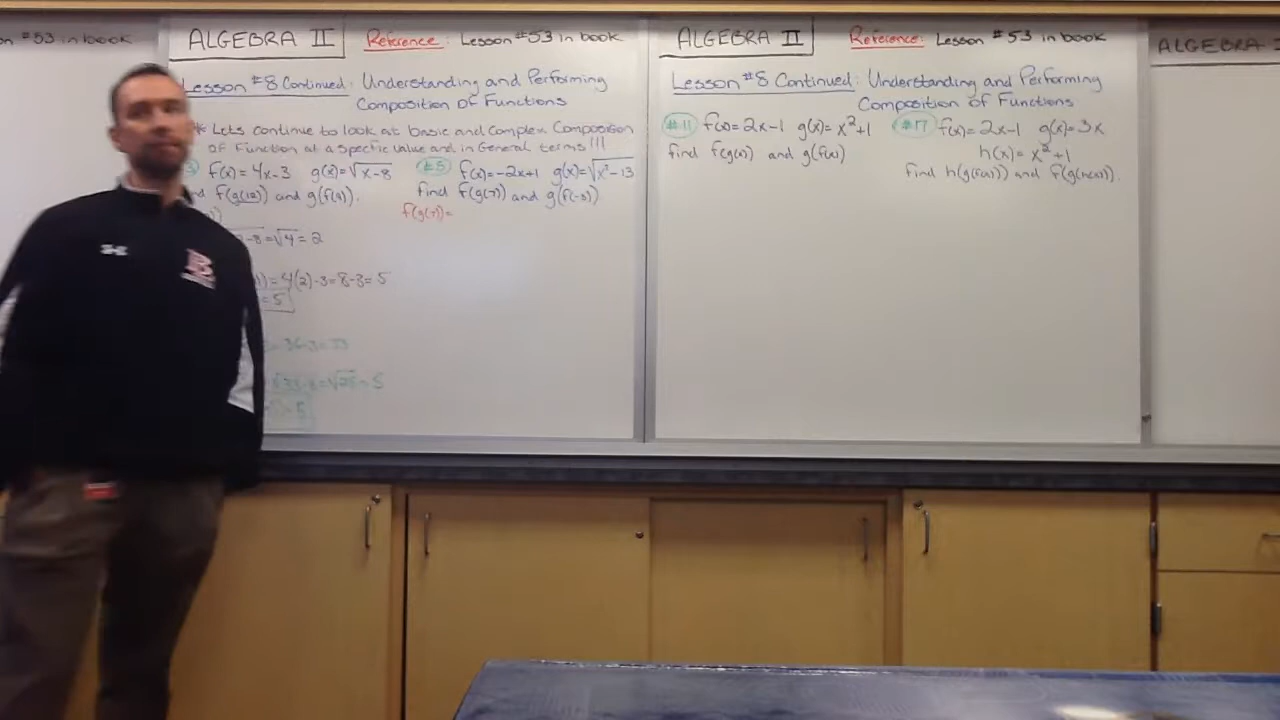 on #53 in book
ALGEBRA II Reference: Lesson #53 in book
Lesson #8 Continued: Understanding and Performing
Composition of Functions
* Lets continue to look at basic and Complex Composition
of Function at a Specific value and in General terms!!!
3 f(x)=4x-3 g(x)=√x-8
f(g(12)) and g(f(9)).
-8=√4=2
=4(2)-3=8-3=5
=5
=36-3=33
√33-8=√25=5
5
#5 f(x)=-2x+1 g(x)=√x²-13
find f(g(7)) and g(f(-3))
f(g(7))=
ALGEBRA II Reference: Lesson #53 in book
Lesson #8 Continued: Understanding and Performing
Composition of Functions
#11 f(x)=2x-1 g(x)=x²+1
find f(g(x)) and g(f(x))
#17 f(x)=2x-1 g(x)=3x
h(x)=x²+1
find h(g(f(x))) and f(g(h(x))).
ALGEBRA I
B